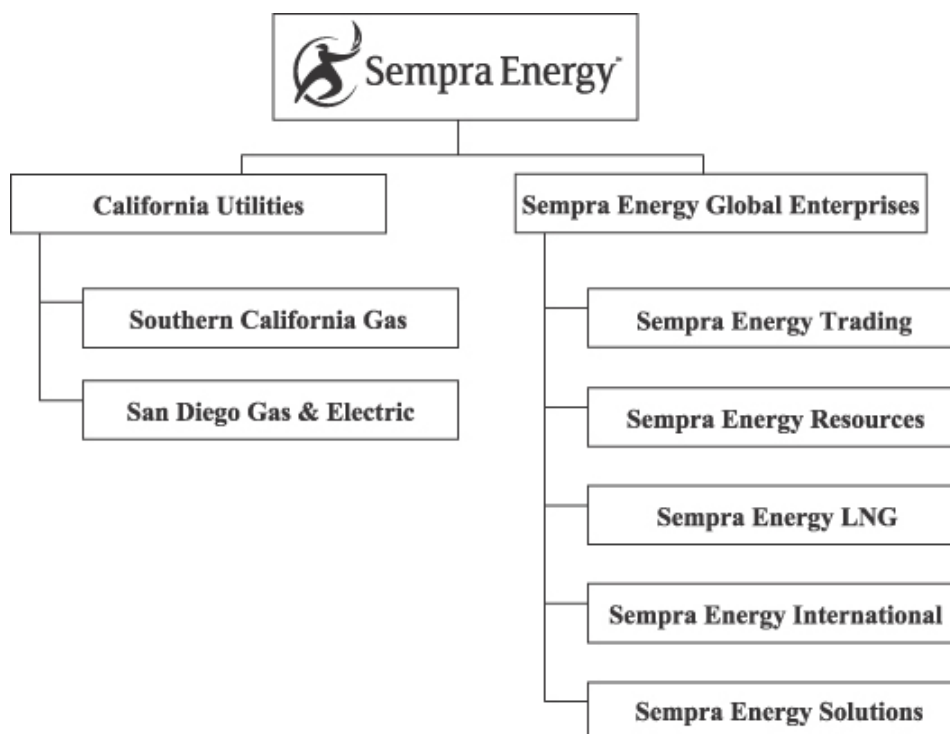 Sempra Energy
California Utilities
Southern California Gas
San Diego Gas & Electric
Sempra Energy Global Enterprises
Sempra Energy Trading
Sempra Energy Resources
Sempra Energy LNG
Sempra Energy International
Sempra Energy Solutions